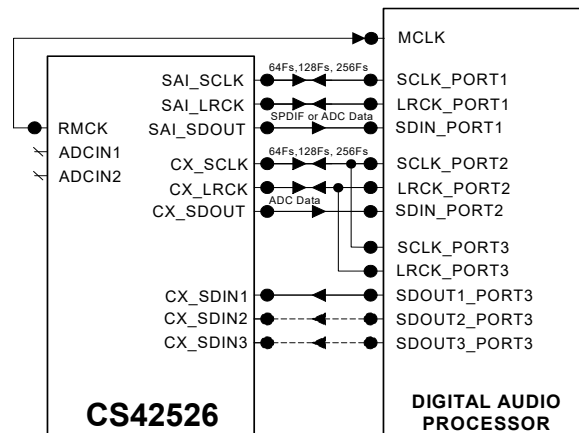 MCLK
64Fs,128Fs, 256Fs
SAI_SCLK
SCLK_PORT1
SAI_LRCK
LRCK_PORT1
SPDIF or ADC Data
RMCK
SAI_SDOUT
SDIN_PORT1
ADCIN1
64Fs,128Fs, 256Fs
CX_SCLK
SCLK_PORT2
ADCIN2
CX_LRCK
LRCK_PORT2
ADC Data
CX_SDOUT
SDIN_PORT2
SCLK_PORT3
LRCK_PORT3
CX_SDIN1
SDOUT1_PORT3
CX_SDIN2
SDOUT2_PORT3
CX_SDIN3
SDOUT3_PORT3
CS42526
DIGITAL AUDIO
PROCESSOR